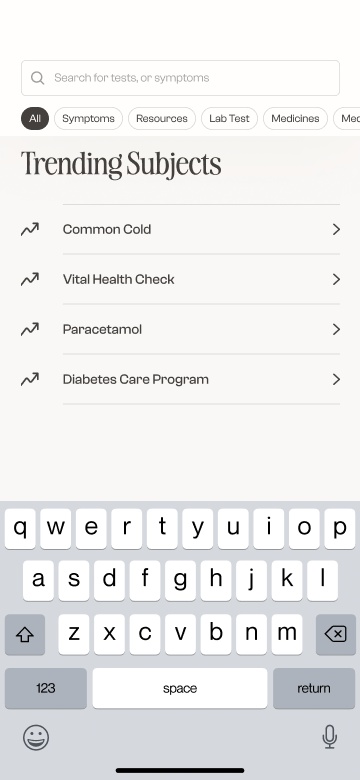 Search for tests, or symptoms
All Symptoms Resources Lab Test Medicines Med
Trending Subjects
Common Cold
Vital Health Check
Paracetamol
Diabetes Care Program
q w e r t y u i o p
a s d f g h j k l
z x c v b n m
123 space return